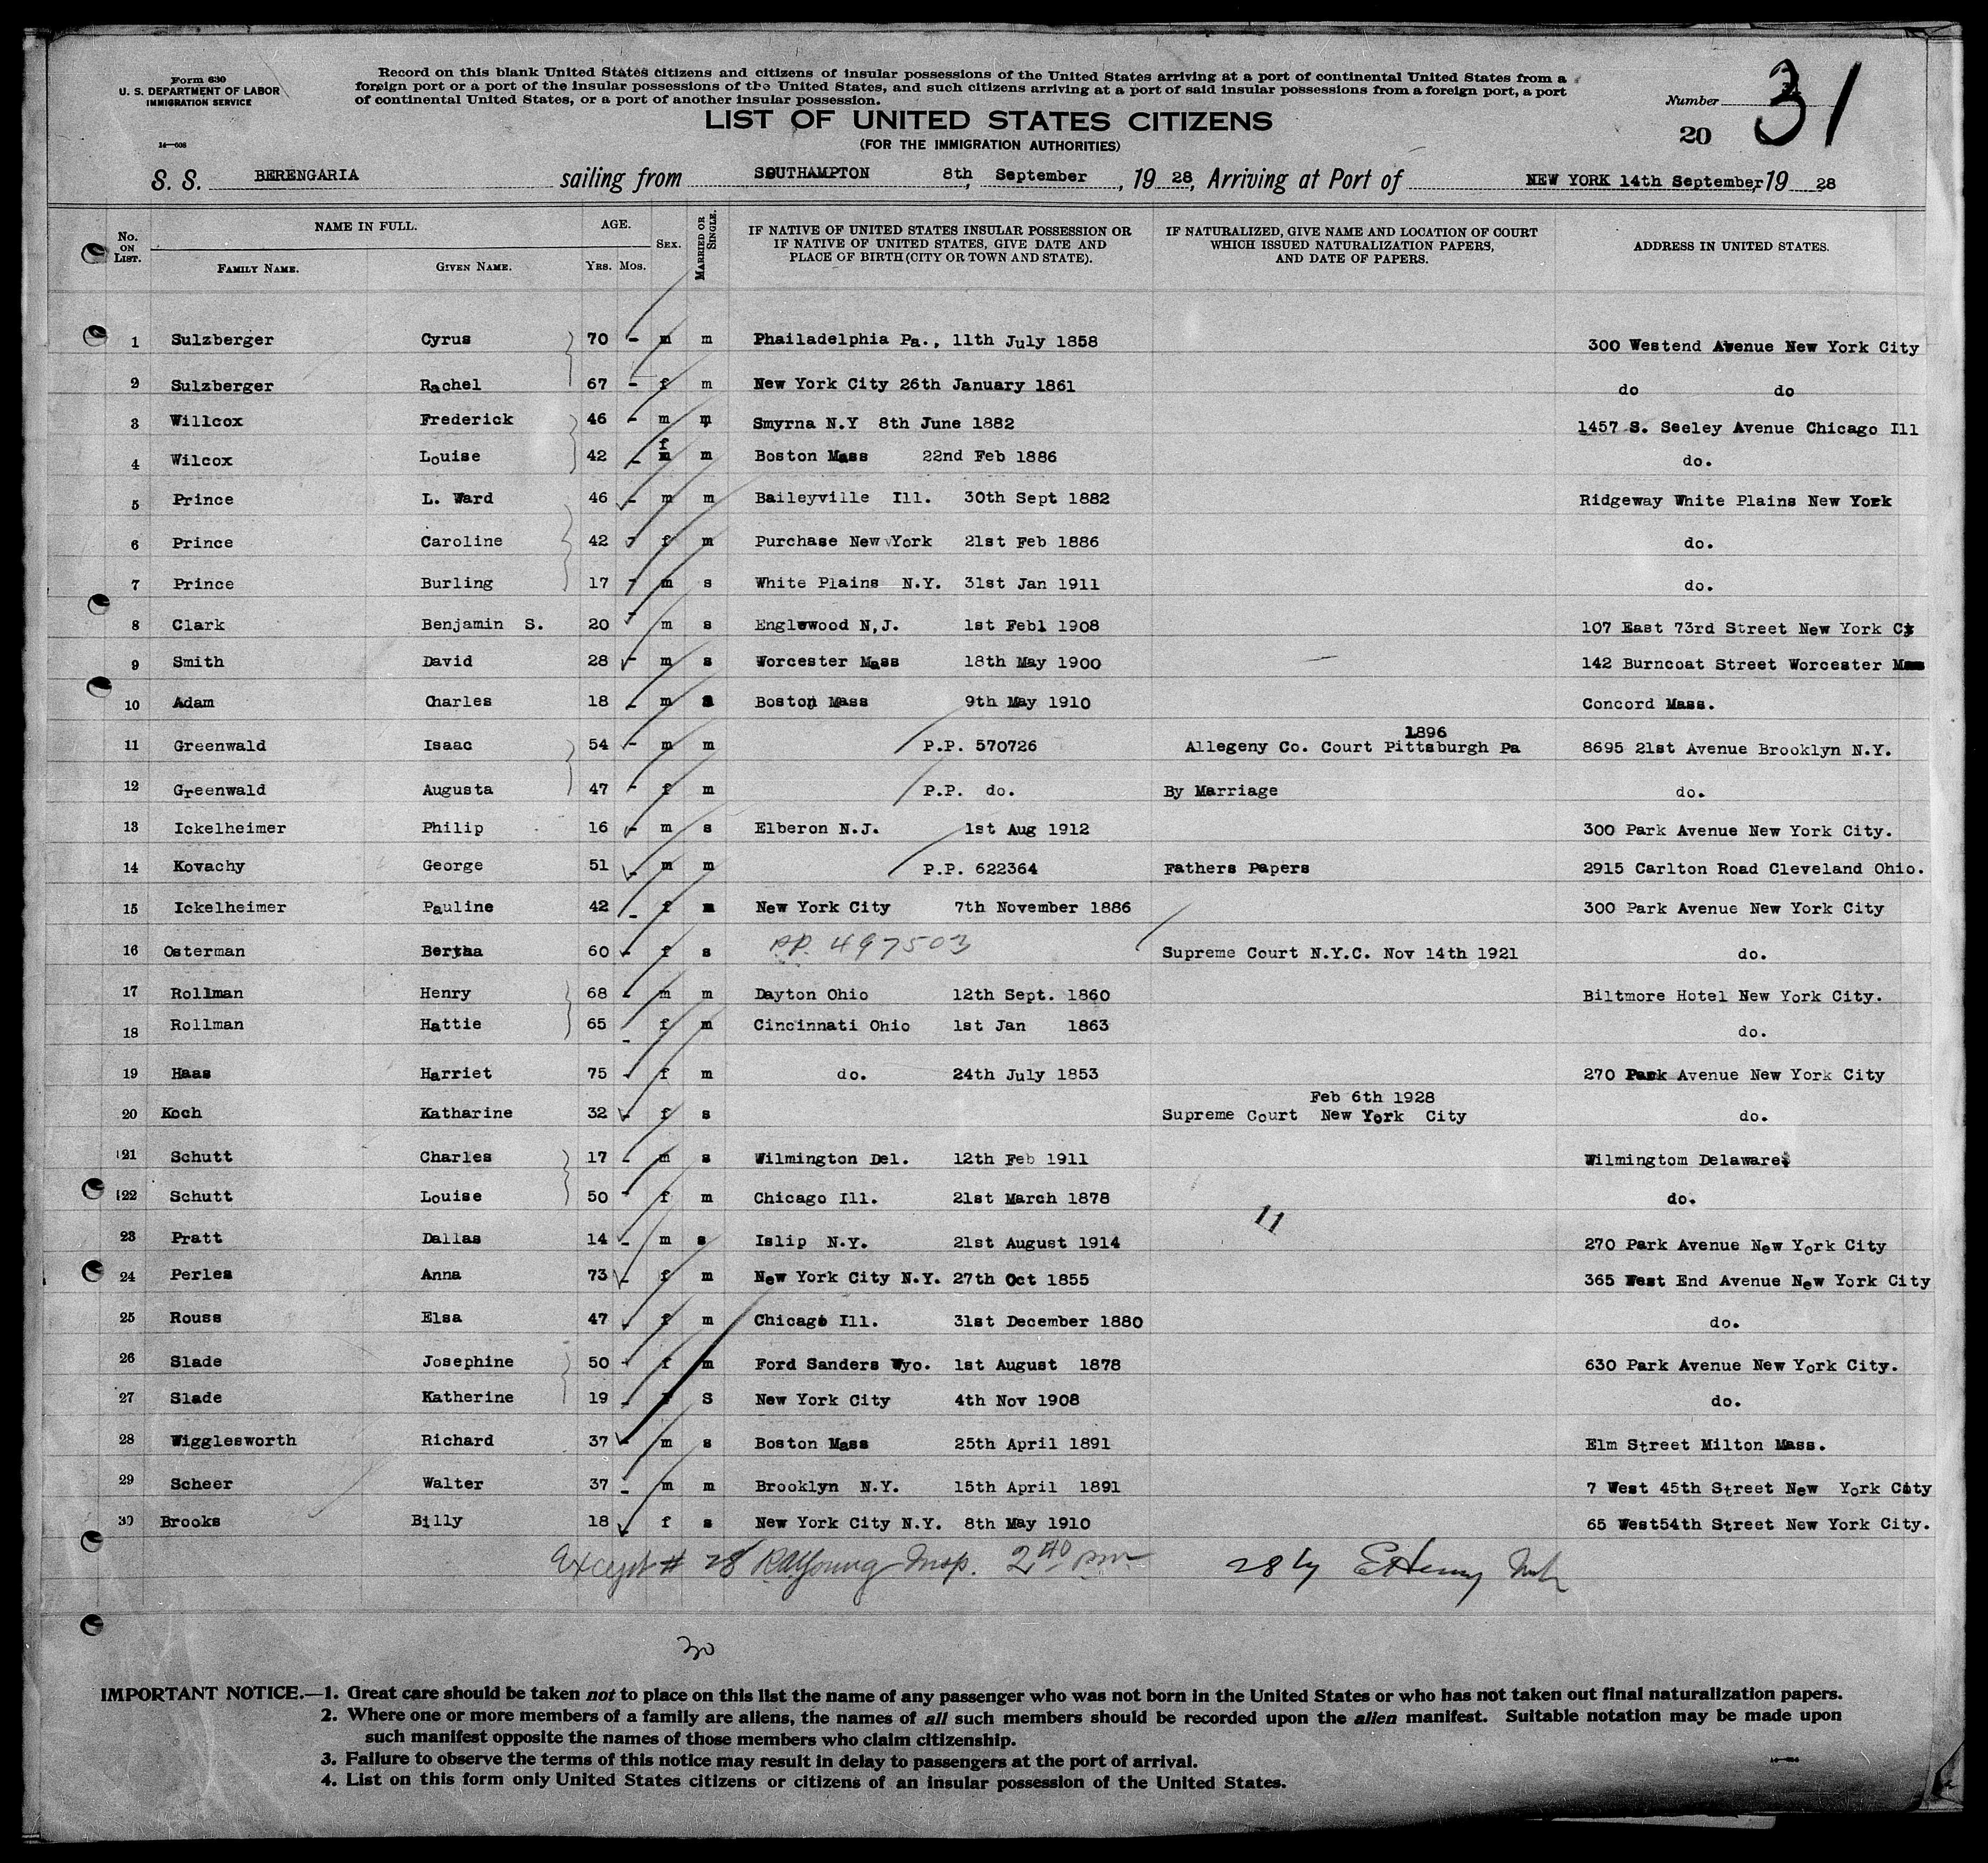 Form 630
U. S. DEPARTMENT OF LABOR
IMMIGRATION SERVICE
14—608
Record on this blank United States citizens and citizens of insular possessions of the United States arriving at a port of continental United States from a
foreign port or a port of the insular possessions of the United States, and such citizens arriving at a port of said insular possessions from a foreign port, a port
of continental United States, or a port of another insular possession.
LIST OF UNITED STATES CITIZENS
(FOR THE IMMIGRATION AUTHORITIES)
Number 31
20
S. S. BERENGARIA sailing from SOUTHAMPTON 8th, September, 19 28, Arriving at Port of NEW YORK 14th September, 19 28
No. ON LIST. NAME IN FULL. FAMILY NAME. GIVEN NAME. AGE. YRS. MOS. SEX. MARRIED OR SINGLE. IF NATIVE OF UNITED STATES INSULAR POSSESSION OR IF NATIVE OF UNITED STATES, GIVE DATE AND PLACE OF BIRTH (CITY OR TOWN AND STATE). IF NATURALIZED, GIVE NAME AND LOCATION OF COURT WHICH ISSUED NATURALIZATION PAPERS, AND DATE OF PAPERS. ADDRESS IN UNITED STATES.
1 Sulzberger Cyrus 70 - m m Phailadelphia Pa., 11th July 1858 300 Westend Avenue New York City
2 Sulzberger Rachel 67 - f m New York City 26th January 1861 do do
3 Willcox Frederick 46 - m m Smyrna N.Y 8th June 1882 1457 S. Seeley Avenue Chicago Ill
4 Wilcox Louise 42 - f m Boston Mass 22nd Feb 1886 do.
5 Prince L. Ward 46 - m m Baileyville Ill. 30th Sept 1882 Ridgeway White Plains New York
6 Prince Caroline 42 - f m Purchase New York 21st Feb 1886 do.
7 Prince Burling 17 - m s White Plains N.Y. 31st Jan 1911 do.
8 Clark Benjamin S. 20 - m s Englewood N,J. 1st Feb1 1908 107 East 73rd Street New York Cy
9 Smith David 28 - m s Worcester Mass 18th May 1900 142 Burncoat Street Worcester Mass
10 Adam Charles 18 - m s Boston Mass 9th May 1910 Concord Mass.
11 Greenwald Isaac 54 - m m P.P. 570726 Allegeny Co. Court Pittsburgh Pa 1896 8695 21st Avenue Brooklyn N.Y.
12 Greenwald Augusta 47 - f m P.P. do. By Marriage do.
13 Ickelheimer Philip 16 - m s Elberon N.J. 1st Aug 1912 300 Park Avenue New York City.
14 Kovachy George 51 - m m P.P. 622364 Fathers Papers 2915 Carlton Road Cleveland Ohio.
15 Ickelheimer Pauline 42 - f m New York City 7th November 1886 300 Park Avenue New York City
16 Osterman Bertha 60 - f s P.P. 497503 Supreme Court N.Y.C. Nov 14th 1921 do.
17 Rollman Henry 68 - m m Dayton Ohio 12th Sept. 1860 Biltmore Hotel New York City.
18 Rollman Hattie 65 - f m Cincinnati Ohio 1st Jan 1863 do.
19 Haas Harriet 75 - f m do. 24th July 1853 270 Park Avenue New York City
20 Koch Katharine 32 - f s Supreme Court New York City Feb 6th 1928 do.
21 Schutt Charles 17 - m s Wilmington Del. 12th Feb 1911 Wilmingtom Delaware.
22 Schutt Louise 50 - f m Chicago Ill. 21st March 1878 do.
11
23 Pratt Dallas 14 - m s Islip N.Y. 21st August 1914 270 Park Avenue New York City
24 Perles Anna 73 - f m New York City N.Y. 27th Oct 1855 365 West End Avenue New York City
25 Rouss Elsa 47 - f m Chicago Ill. 31st December 1880 do.
26 Slade Josephine 50 - f m Ford Sanders Wyo. 1st August 1878 630 Park Avenue New York City.
27 Slade Katherine 19 - f S New York City 4th Nov 1908 do.
28 Wigglesworth Richard 37 - m s Boston Mass 25th April 1891 Elm Street Milton Mass.
29 Scheer Walter 37 - m m Brooklyn N.Y. 15th April 1891 7 West 45th Street New York City
30 Brooks Billy 18 f s New York City N.Y. 8th May 1910 65 West54th Street New York City.
Except # 28 RAYoung Insp. 2 40 pm 28 by EHenry
30
IMPORTANT NOTICE.—1. Great care should be taken not to place on this list the name of any passenger who was not born in the United States or who has not taken out final naturalization papers.
2. Where one or more members of a family are aliens, the names of all such members should be recorded upon the alien manifest. Suitable notation may be made upon
such manifest opposite the names of those members who claim citizenship.
3. Failure to observe the terms of this notice may result in delay to passengers at the port of arrival.
4. List on this form only United States citizens or citizens of an insular possession of the United States.